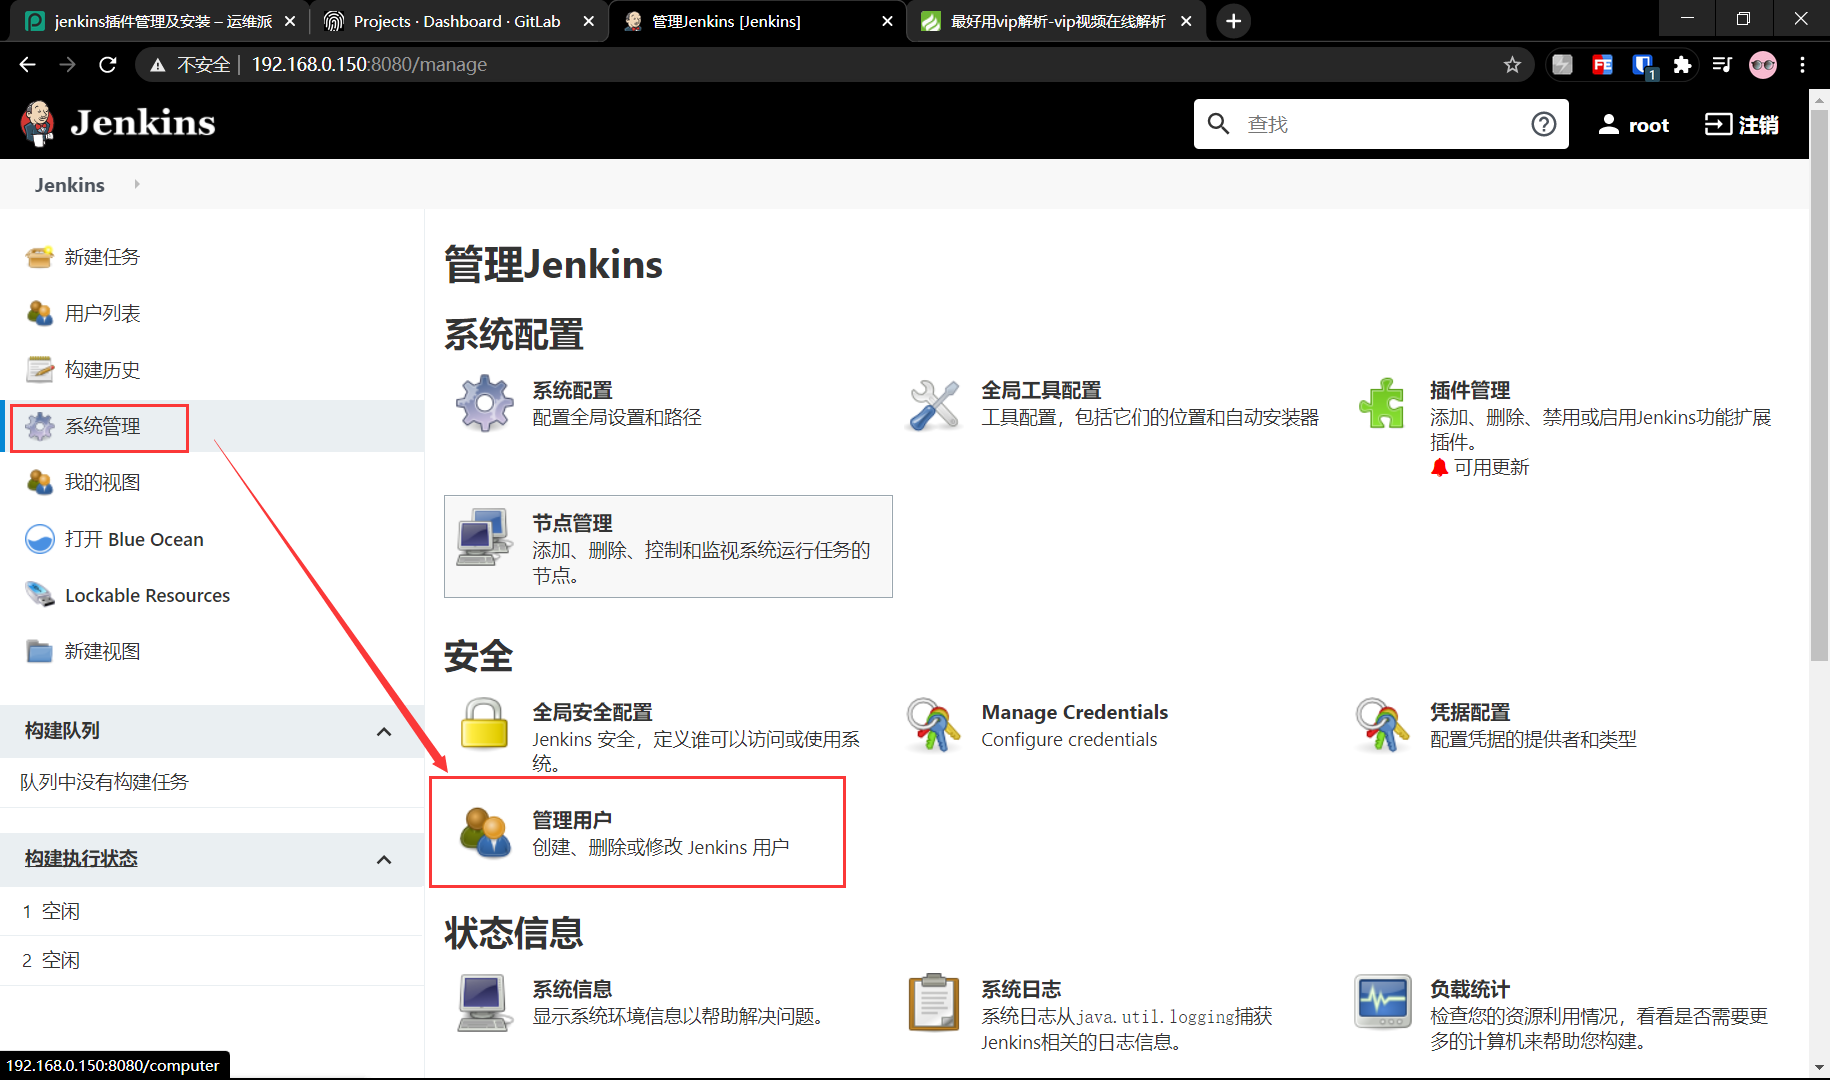 jenkins插件管理及安装 – 运维派
Projects · Dashboard · GitLab
管理Jenkins [Jenkins]
最好用vip解析-vip视频在线解析
不安全 | 192.168.0.150:8080/manage
FE
1
Jenkins
查找
root
注销
Jenkins
新建任务
用户列表
构建历史
系统管理
我的视图
打开 Blue Ocean
Lockable Resources
新建视图
构建队列
队列中没有构建任务
构建执行状态
1 空闲
2 空闲
管理Jenkins
系统配置
系统配置
配置全局设置和路径
全局工具配置
工具配置，包括它们的位置和自动安装器
插件管理
添加、删除、禁用或启用Jenkins功能扩展
插件。
可用更新
节点管理
添加、删除、控制和监视系统运行任务的
节点。
安全
全局安全配置
Jenkins 安全，定义谁可以访问或使用系
统。
Manage Credentials
Configure credentials
凭据配置
配置凭据的提供者和类型
管理用户
创建、删除或修改 Jenkins 用户
状态信息
系统信息
显示系统环境信息以帮助解决问题。
系统日志
系统日志从java.util.logging捕获
Jenkins相关的日志信息。
负载统计
检查您的资源利用情况，看看是否需要更
多的计算机来帮助您构建。
192.168.0.150:8080/computer